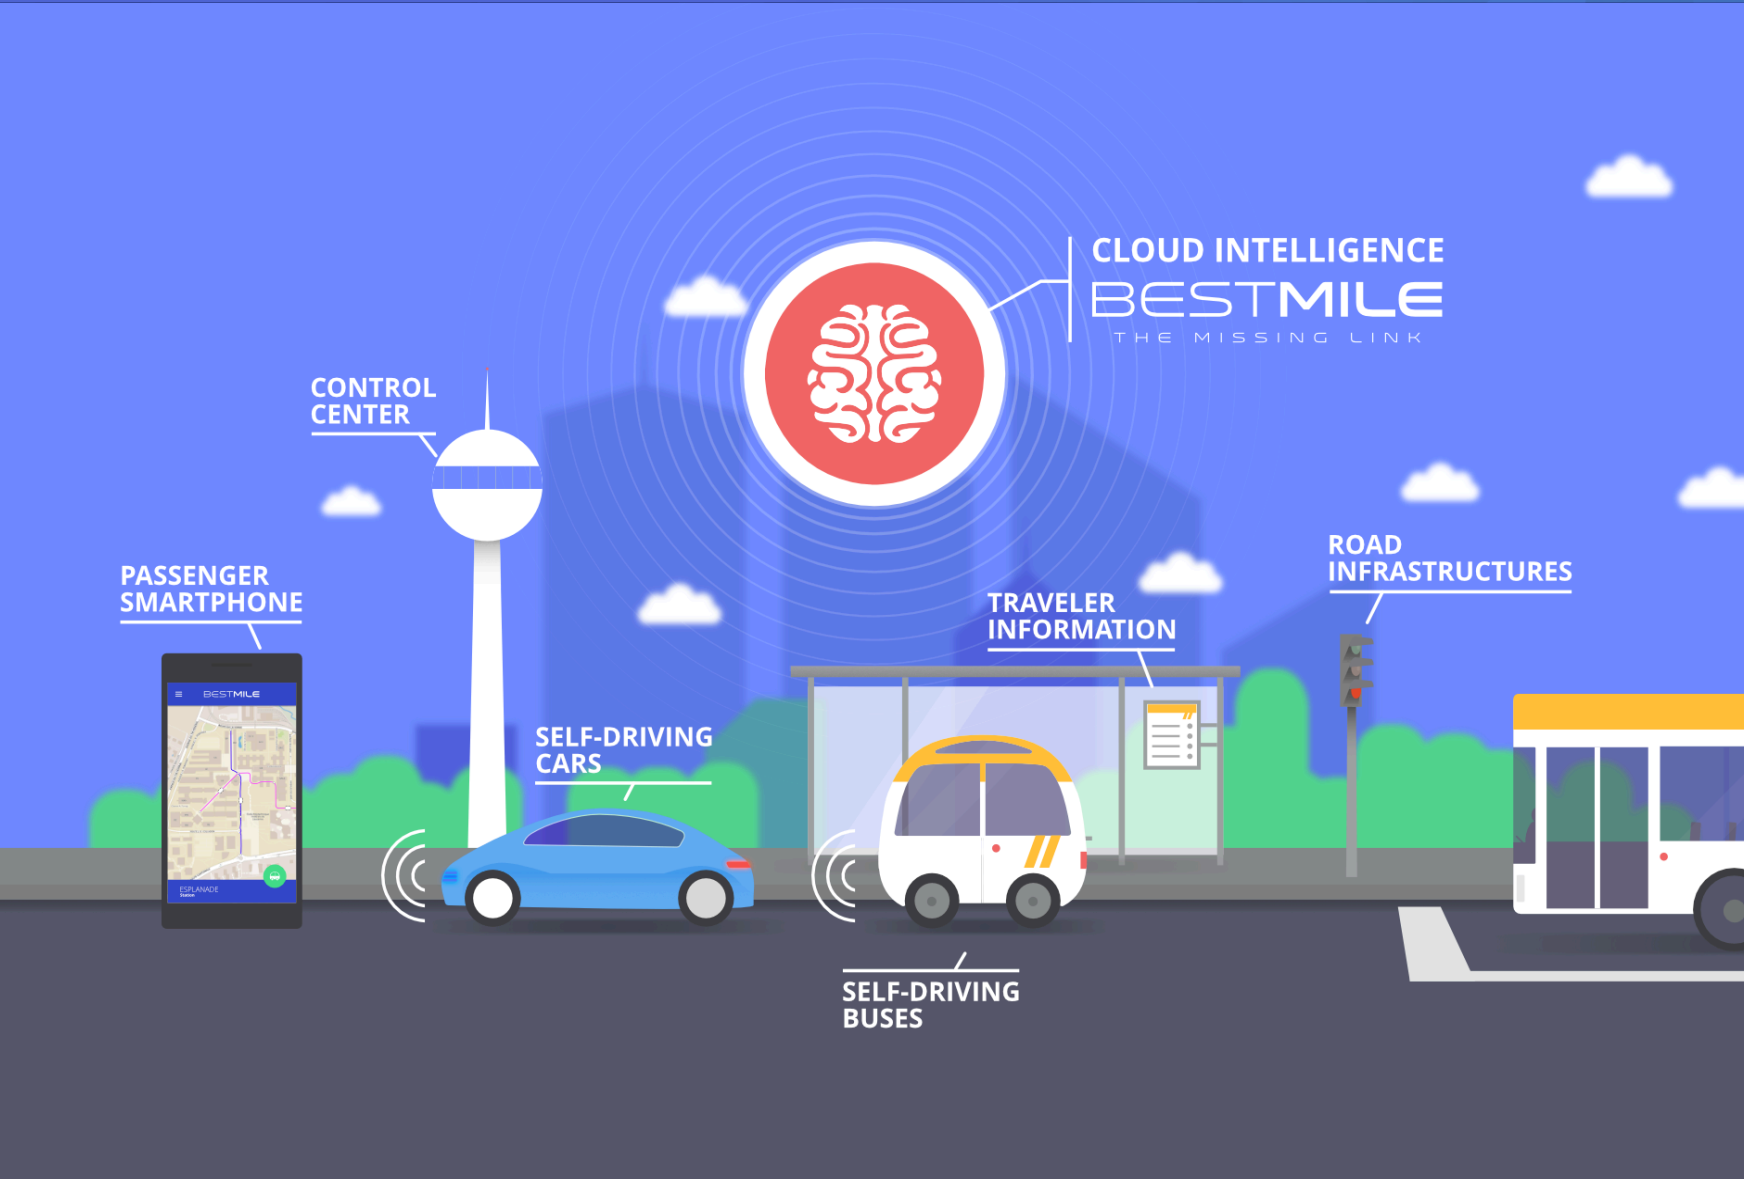 CLOUD INTELLIGENCE
BESTMILE
THE MISSING LINK
CONTROL
CENTER
ROAD
INFRASTRUCTURES
PASSENGER
SMARTPHONE
TRAVELER
INFORMATION
BESTMILE
SELF-DRIVING
CARS
ESPLANADE
Station
SELF-DRIVING
BUSES